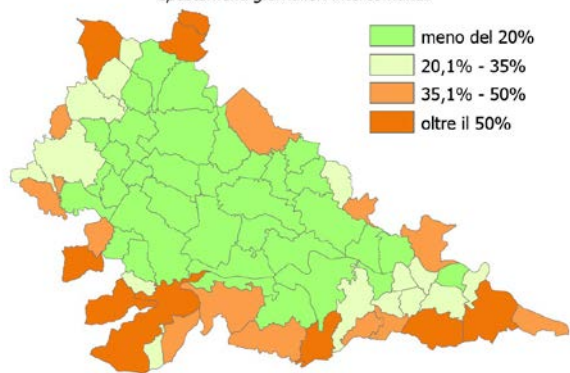 meno del 20%
20,1% - 35%
35,1% - 50%
oltre il 50%